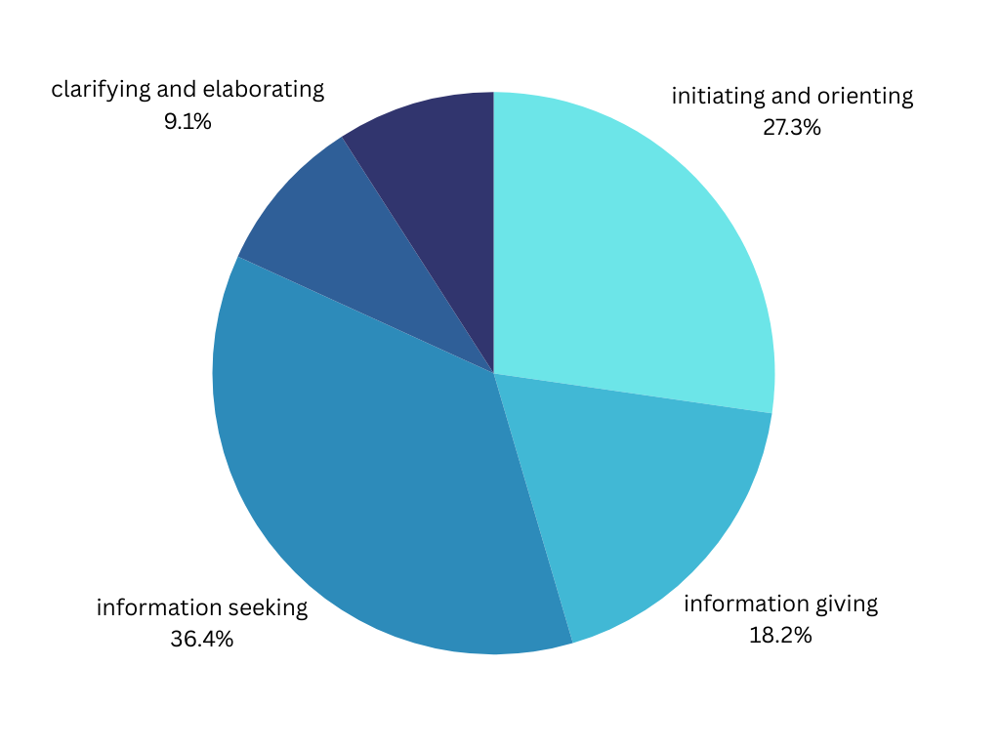 clarifying and elaborating
9.1%
initiating and orienting
27.3%
information seeking
36.4%
information giving
18.2%